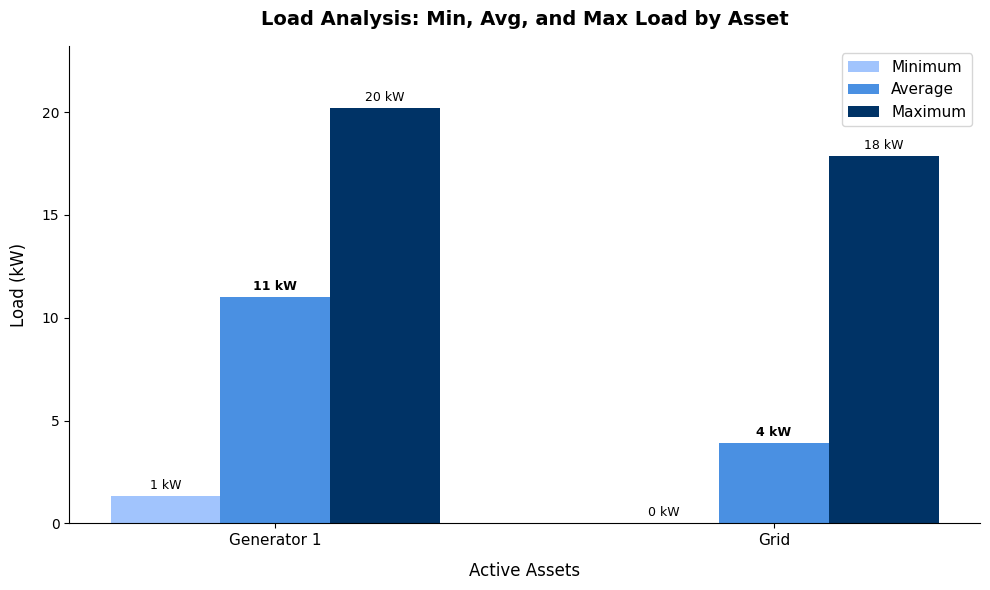 Load Analysis: Min, Avg, and Max Load by Asset
Minimum
Average
Maximum
Load (kW)
20
15
10
5
0
1 kW
11 kW
20 kW
0 kW
4 kW
18 kW
Generator 1
Grid
Active Assets